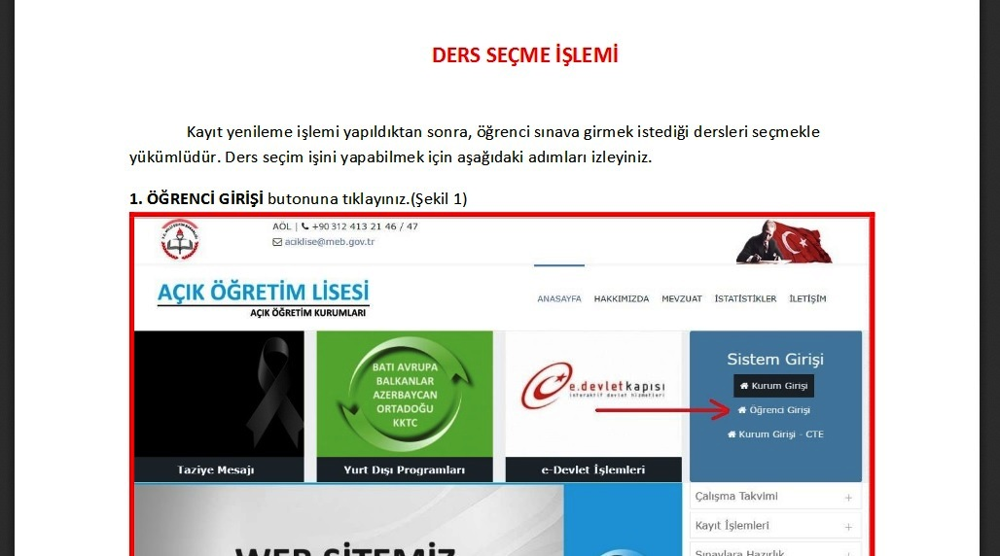 DERS SEÇME İŞLEMİ
Kayıt yenileme işlemi yapıldıktan sonra, öğrenci sınava girmek istediği dersleri seçmekle
yükümlüdür. Ders seçim işini yapabilmek için aşağıdaki adımları izleyiniz.
1. ÖĞRENCİ GİRİŞİ butonuna tıklayınız.(Şekil 1)
AÖL | +90 312 413 21 46 / 47
aciklise@meb.gov.tr
AÇIK ÖĞRETİM LİSESİ
AÇIK ÖĞRETİM KURUMLARI
ANASAYFA HAKKIMIZDA MEVZUAT İSTATİSTİKLER İLETİŞİM
BATI AVRUPA
BALKANLAR
AZERBAYCAN
ORTADOĞU
KKTC
e.devletkapısı
interaktif devlet hizmetleri
Sistem Girişi
Kurum Girişi
Öğrenci Girişi
Kurum Girişi - CTE
Taziye Mesajı
Yurt Dışı Programları
e-Devlet İşlemleri
Çalışma Takvimi +
Kayıt İşlemleri +
Sınavlara Hazırlık
WEB SİTEMİZ